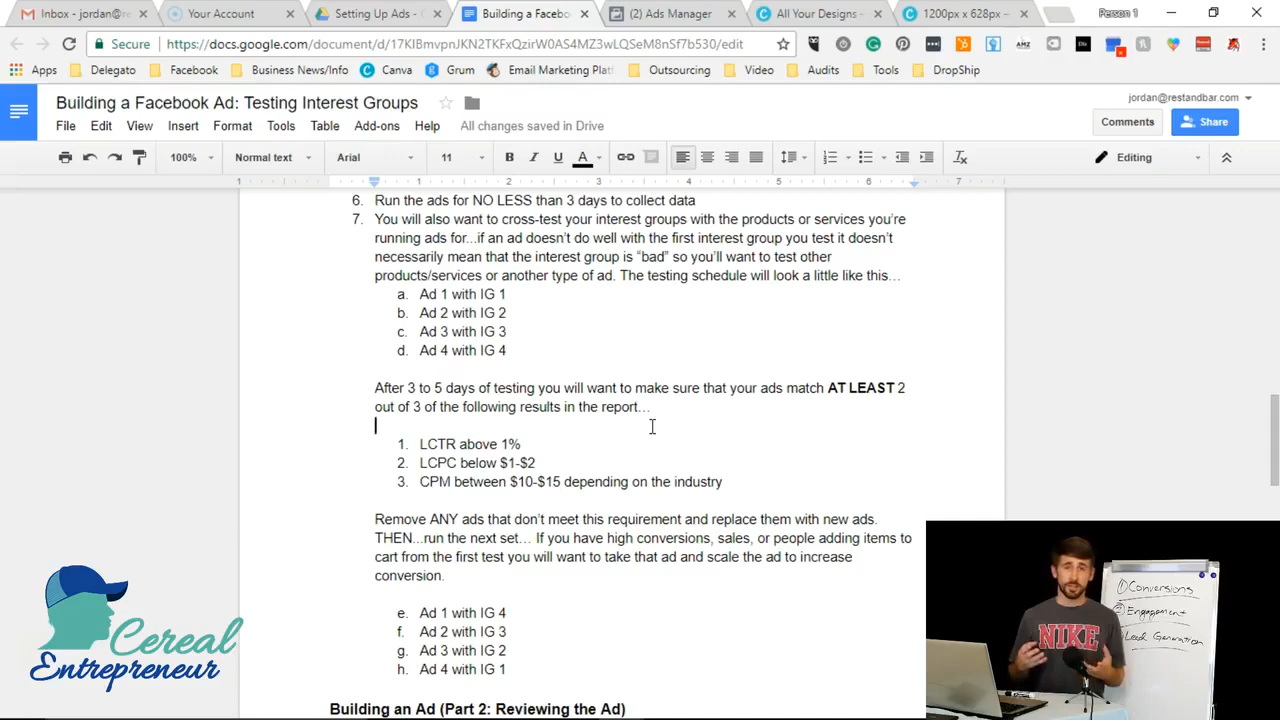 Inbox - jordan@re
Your Account
Setting Up Ads -
Building a Facebo
(2) Ads Manager
All Your Designs -
1200px x 628px -
Person 1
Secure
https://docs.google.com/document/d/17KIBmvpnJKN2TKFxQzirW0AS4MZ3wLQSeM8nSf7b530/edit
Apps
Delegato
Facebook
Business News/Info
Canva
Grum
Email Marketing Platf
Outsourcing
Video
Audits
Tools
DropShip
Building a Facebook Ad: Testing Interest Groups
jordan@restandbar.com
File Edit View Insert Format Tools Table Add-ons Help All changes saved in Drive
Comments
Share
100% Normal text Arial 11 B I U A Editing
1 1 2 3 4 5 6 7
6. Run the ads for NO LESS than 3 days to collect data
7. You will also want to cross-test your interest groups with the products or services you're
running ads for...if an ad doesn't do well with the first interest group you test it doesn't
necessarily mean that the interest group is “bad” so you'll want to test other
products/services or another type of ad. The testing schedule will look a little like this…
a. Ad 1 with IG 1
b. Ad 2 with IG 2
c. Ad 3 with IG 3
d. Ad 4 with IG 4
After 3 to 5 days of testing you will want to make sure that your ads match AT LEAST 2
out of 3 of the following results in the report…
1. LCTR above 1%
2. LCPC below $1-$2
3. CPM between $10-$15 depending on the industry
Remove ANY ads that don't meet this requirement and replace them with new ads.
THEN...run the next set… If you have high conversions, sales, or people adding items to
cart from the first test you will want to take that ad and scale the ad to increase
conversion.
e. Ad 1 with IG 4
f. Ad 2 with IG 3
g. Ad 3 with IG 2
h. Ad 4 with IG 1
Building an Ad (Part 2: Reviewing the Ad)
Cereal
Entrepreneur
① Conversions
② Engagement
Lead Generation
NIKE